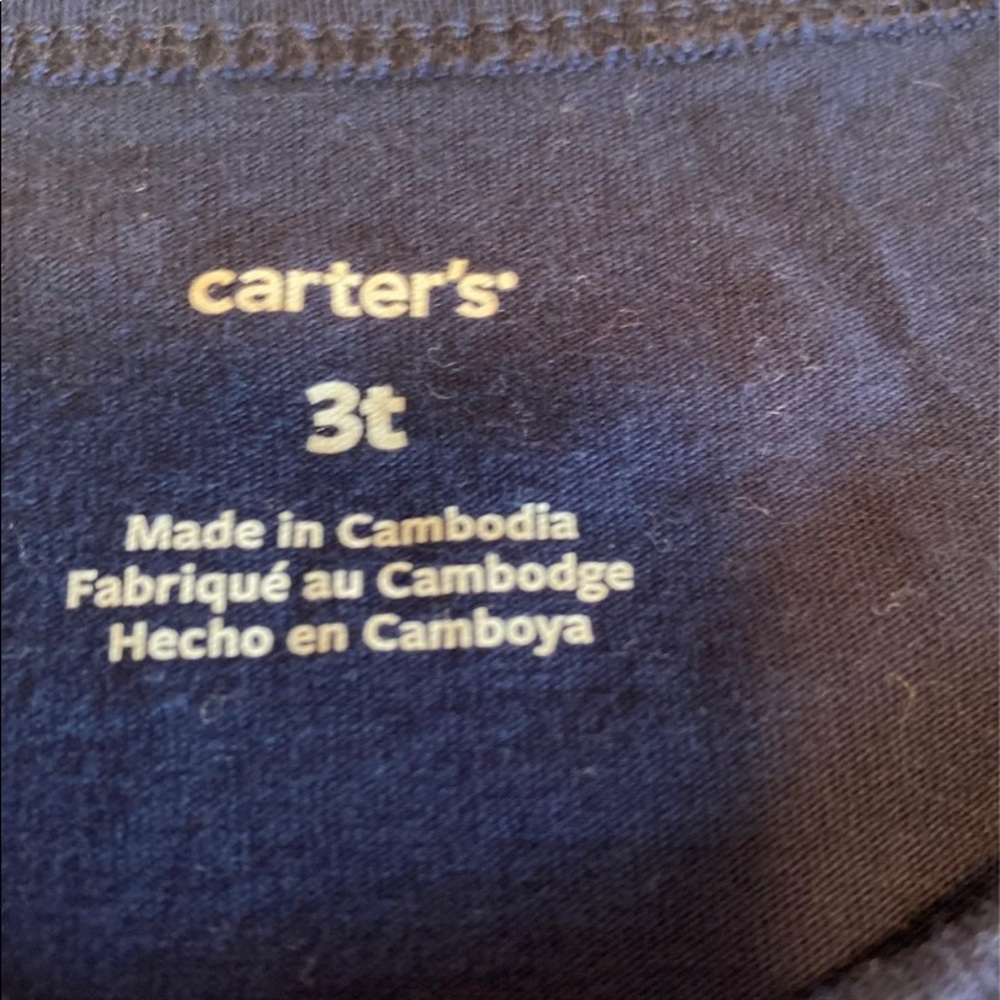 carter's
3t
Made in Cambodia
Fabriqué au Cambodge
Hecho en Camboya